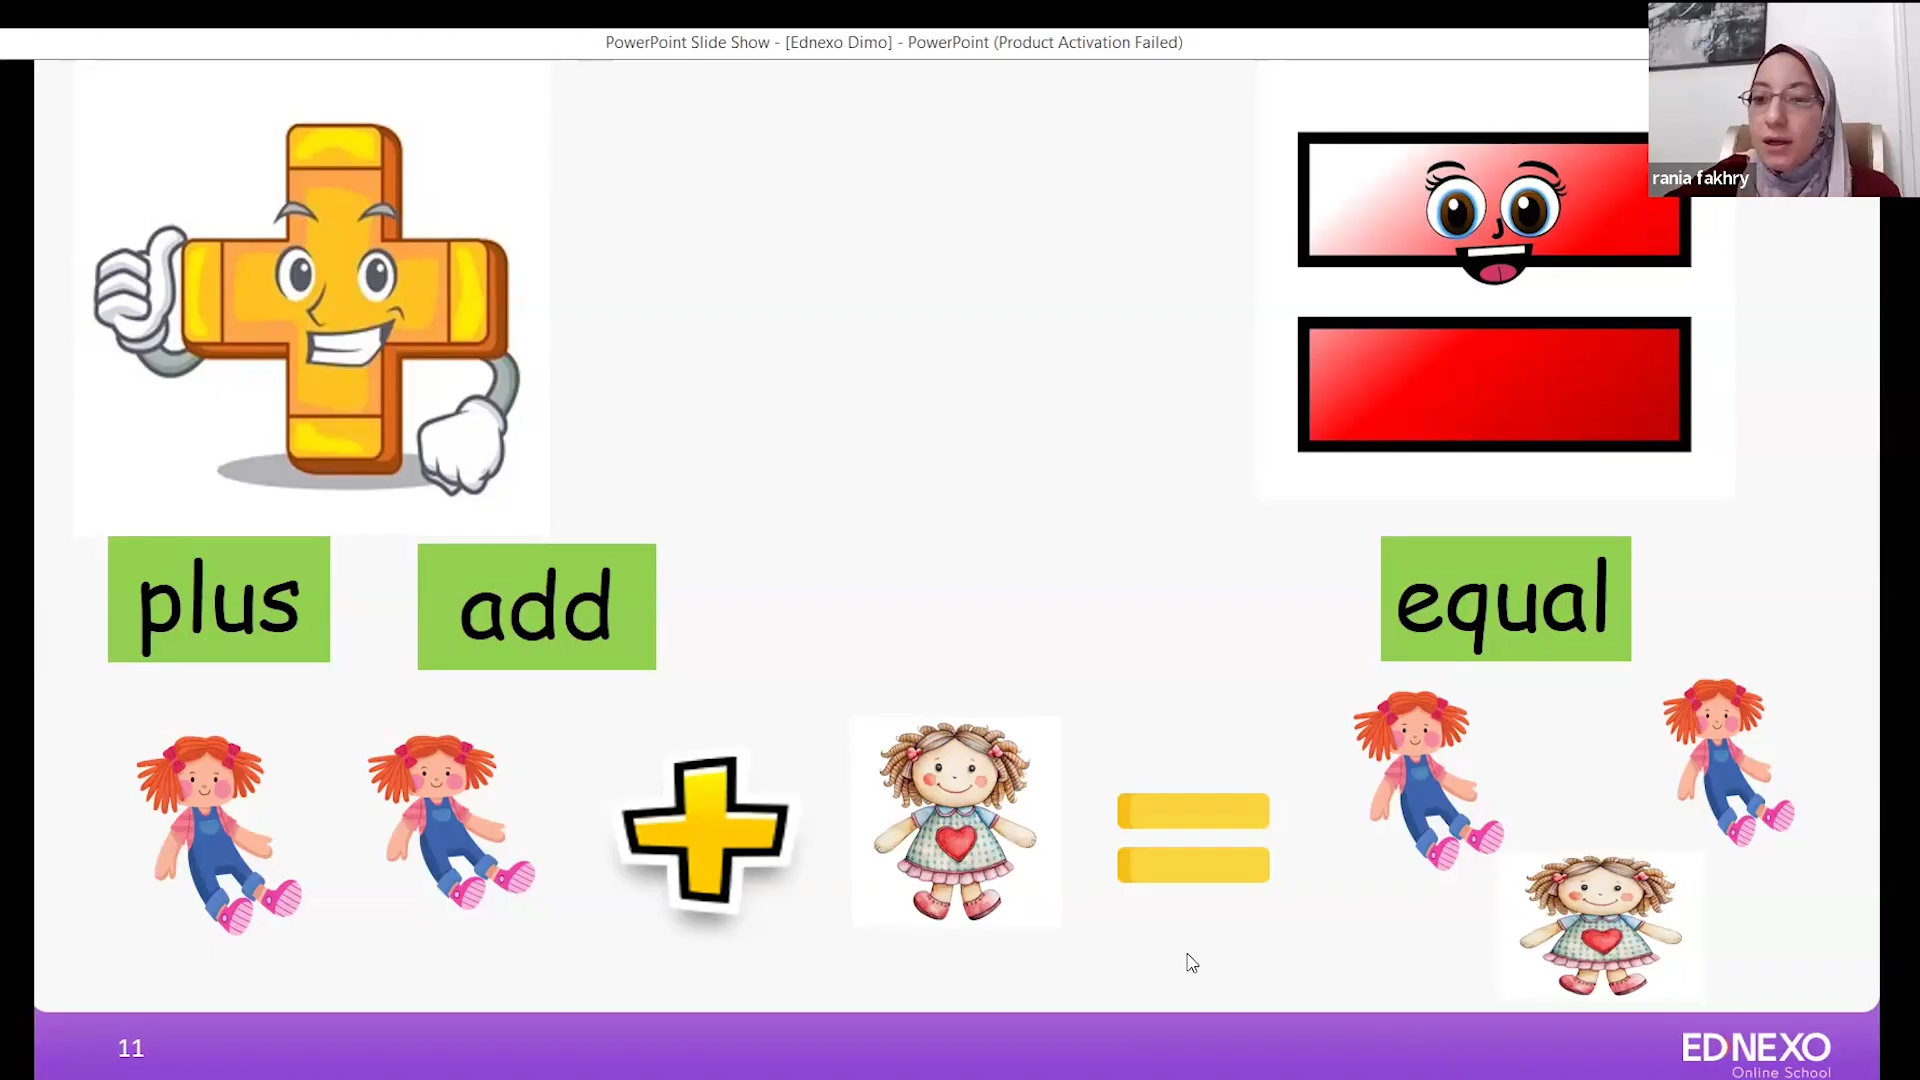 PowerPoint Slide Show - [Ednexo Dimo] - PowerPoint (Product Activation Failed)
rania fakhry
plus
add
equal
11
EDNEXO
Online School